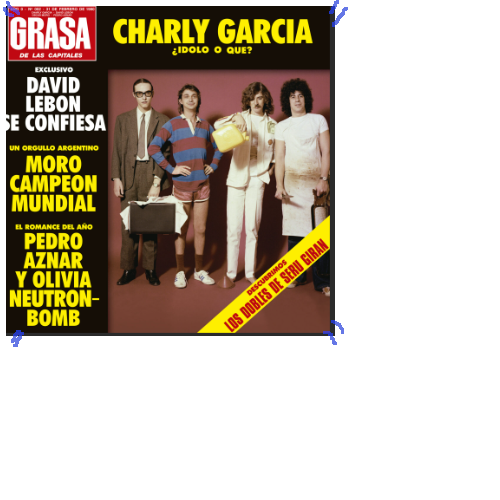 GRASA
DE LAS CAPITALES
CHARLY GARCIA
¿IDOLO O QUE?
EXCLUSIVO
DAVID
LEBON
SE CONFIESA
UN ORGULLO ARGENTINO
MORO
CAMPEON
MUNDIAL
EL ROMANCE DEL AÑO
PEDRO
AZNAR
Y OLIVIA
NEUTRON-
BOMB
DESCUBRIMOS
LOS DOBLES DE SERU GIRAN